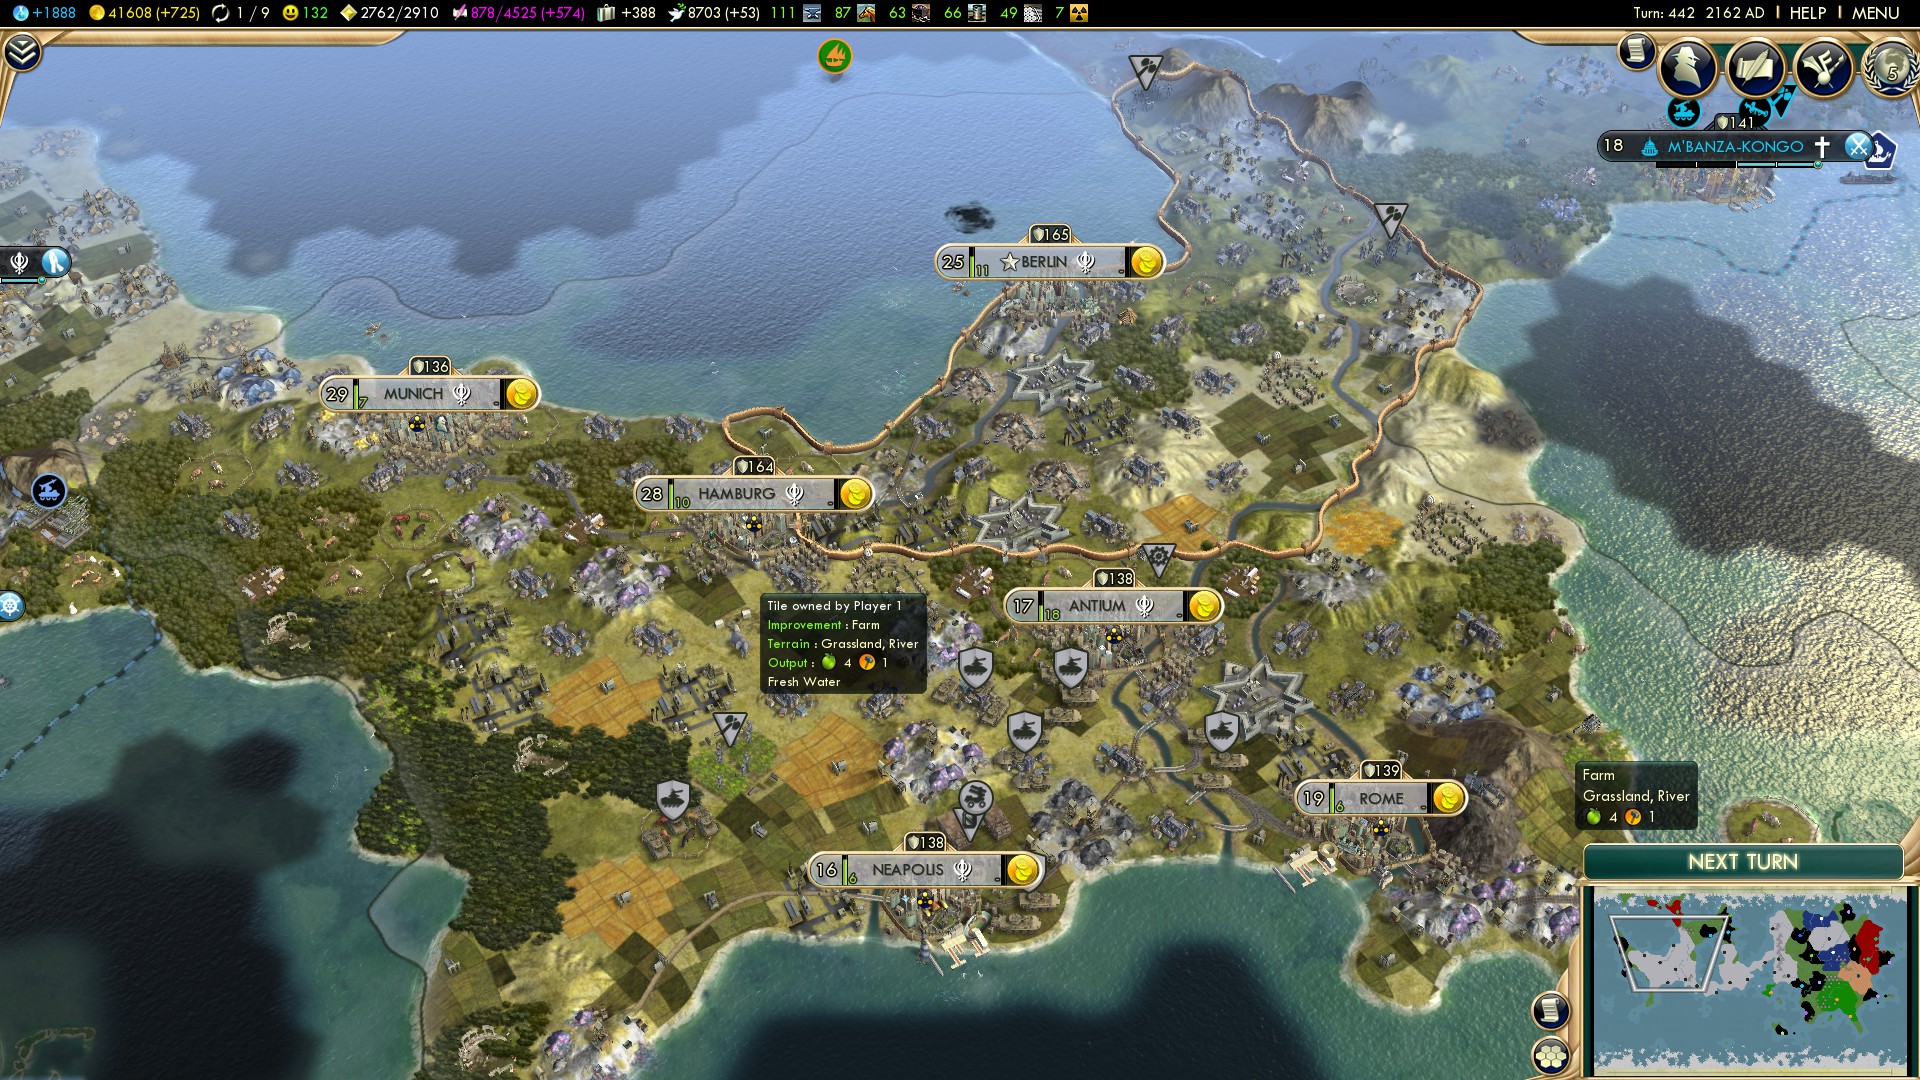 +1888 41608 (+725) 1 / 9 132 2762/2910 878/4525 (+574) +388 8703 (+53) 111 87 63 66 49 7 Turn: 442 2162 AD HELP MENU
5
141
18 M'BANZA-KONGO
165
25 11 BERLIN
136
29 7 MUNICH
164
28 10 HAMBURG
138
17 18 ANTIUM
Tile owned by Player 1
Improvement : Farm
Terrain : Grassland, River
Output : 4 1
Fresh Water
139
19 6 ROME
Farm
Grassland, River
4 1
138
16 6 NEAPOLIS
NEXT TURN